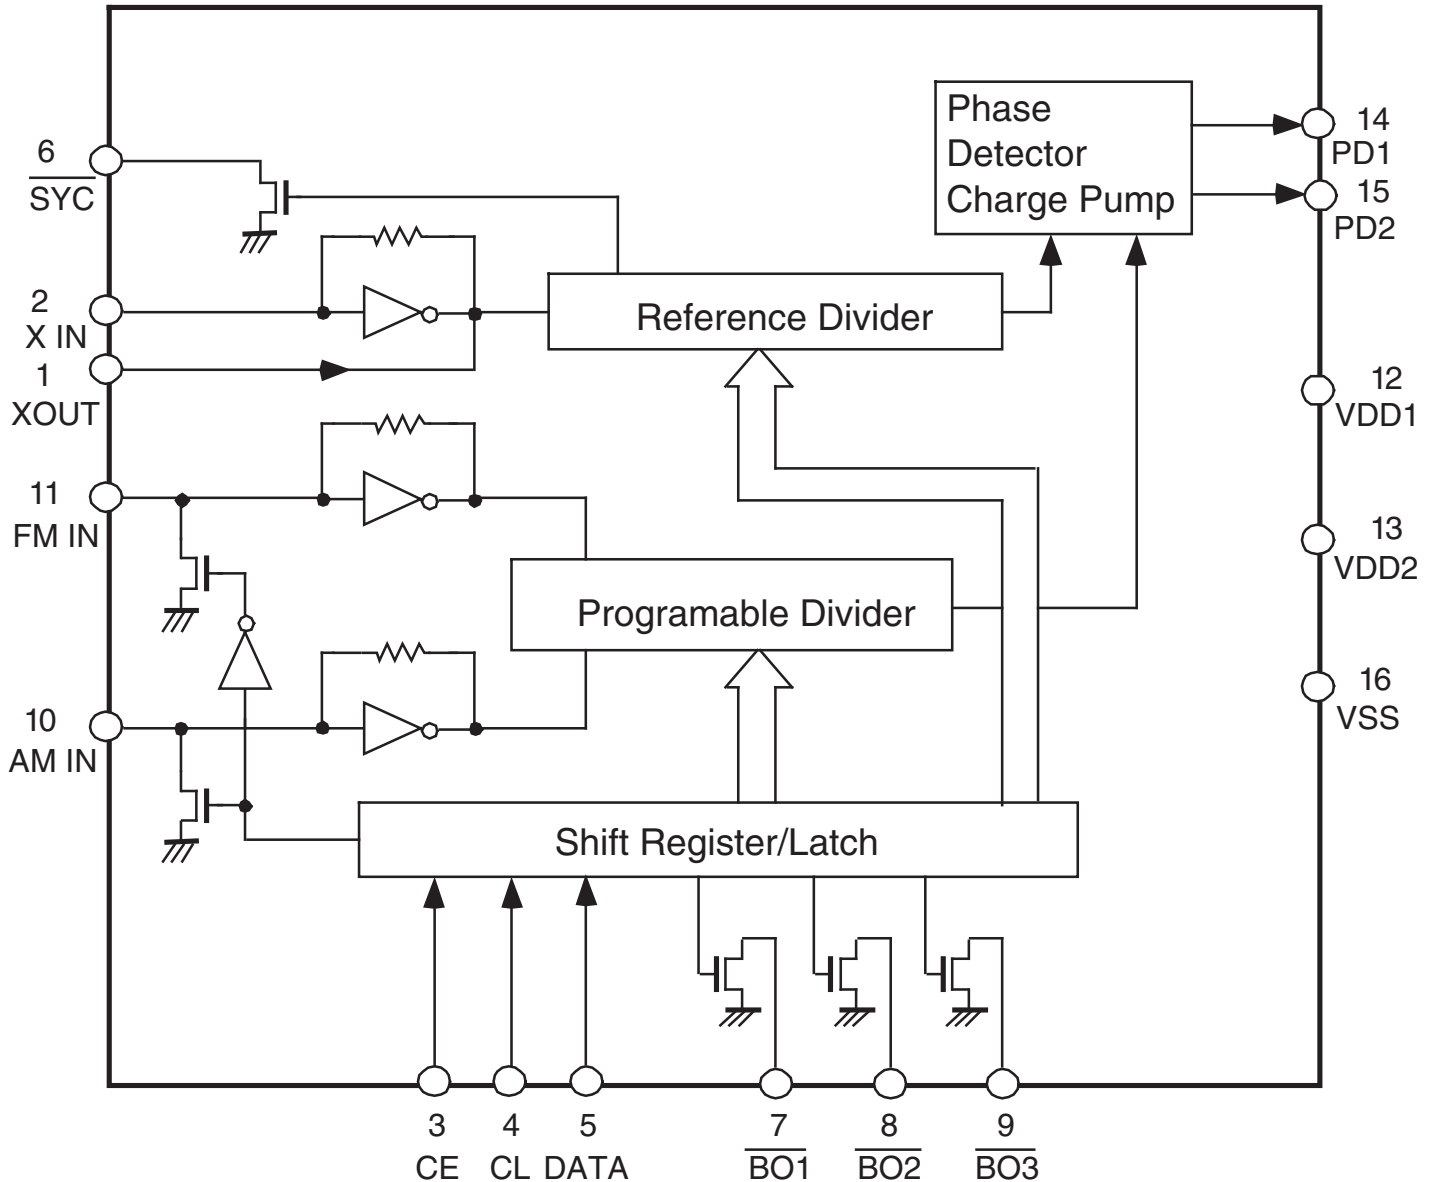 Phase
Detector
Charge Pump
14
PD1
15
PD2
6
SYC
2
X IN
1
XOUT
Reference Divider
12
VDD1
11
FM IN
13
VDD2
Programable Divider
10
AM IN
16
VSS
Shift Register/Latch
3
CE
4
CL
5
DATA
7
BO1
8
BO2
9
BO3